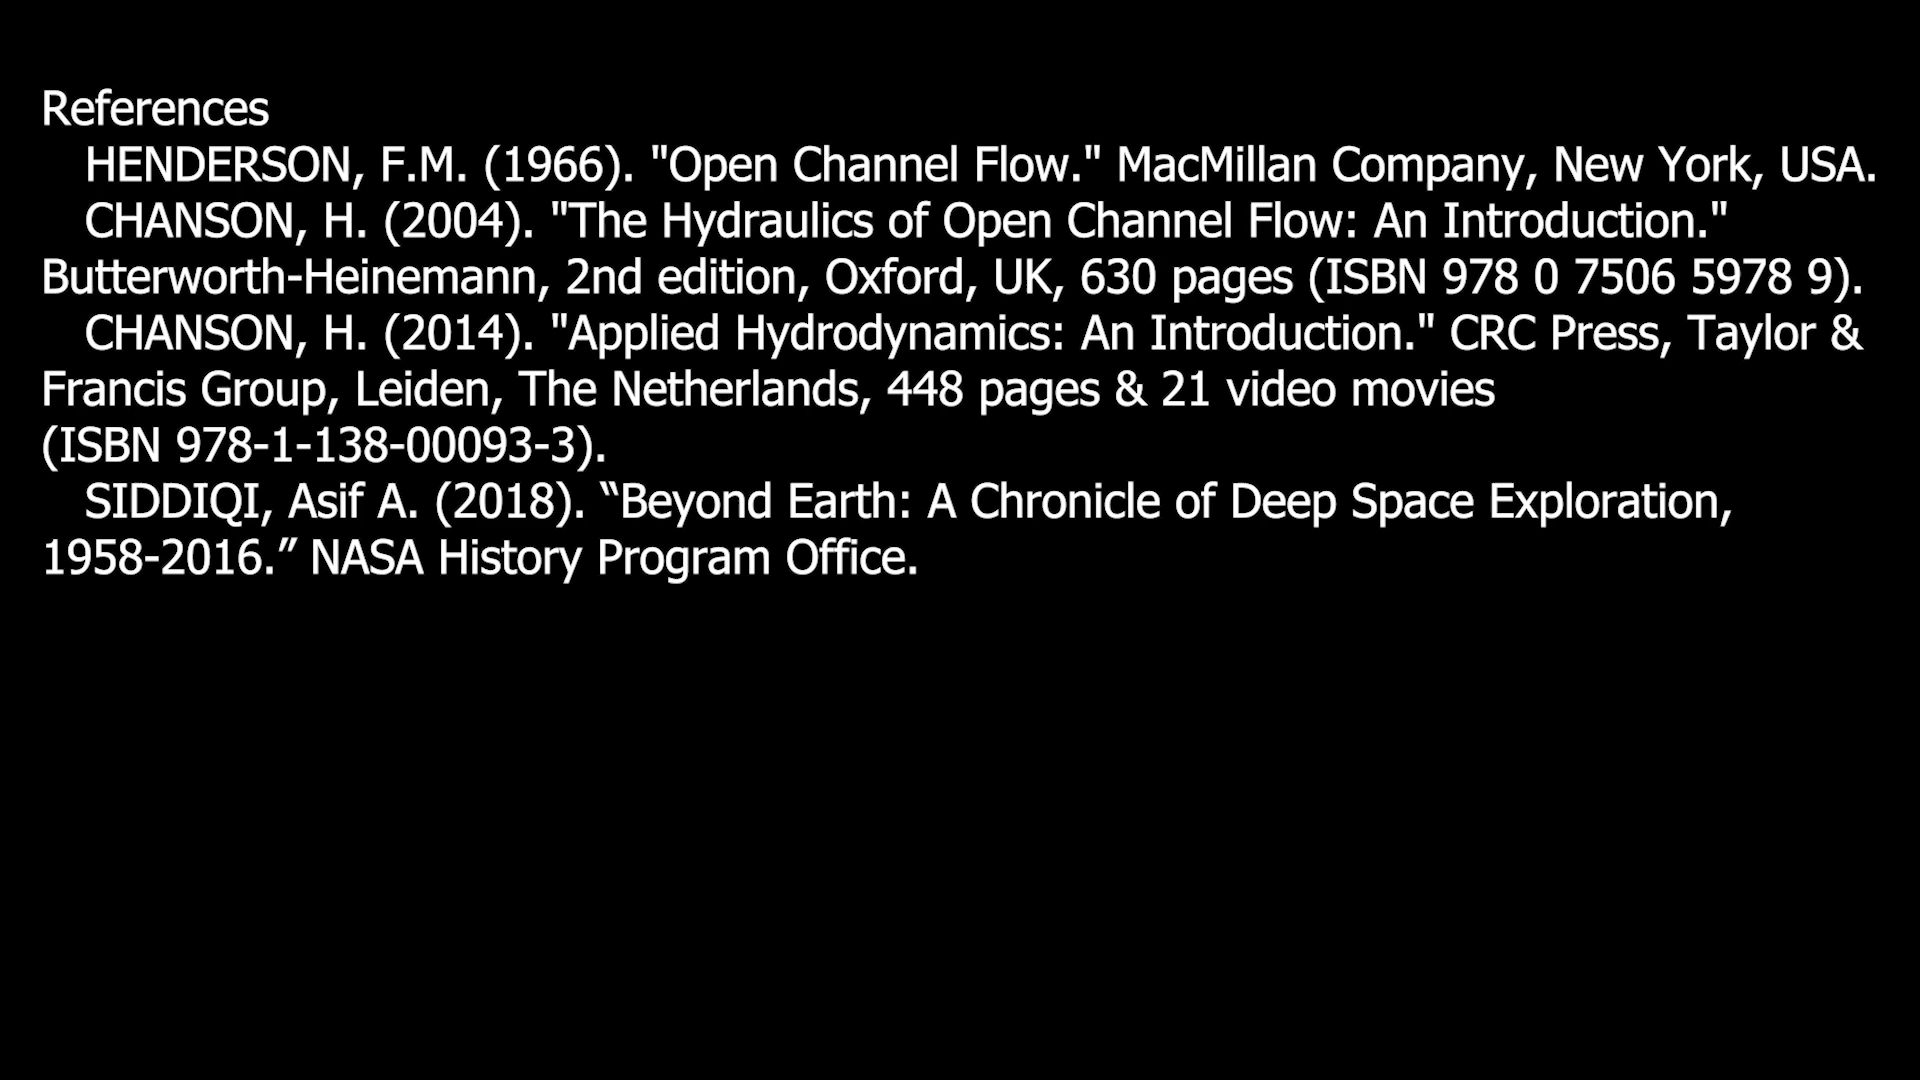 References
HENDERSON, F.M. (1966). "Open Channel Flow." MacMillan Company, New York, USA.
CHANSON, H. (2004). "The Hydraulics of Open Channel Flow: An Introduction."
Butterworth-Heinemann, 2nd edition, Oxford, UK, 630 pages (ISBN 978 0 7506 5978 9).
CHANSON, H. (2014). "Applied Hydrodynamics: An Introduction." CRC Press, Taylor &
Francis Group, Leiden, The Netherlands, 448 pages & 21 video movies
(ISBN 978-1-138-00093-3).
SIDDIQI, Asif A. (2018). “Beyond Earth: A Chronicle of Deep Space Exploration,
1958-2016.” NASA History Program Office.